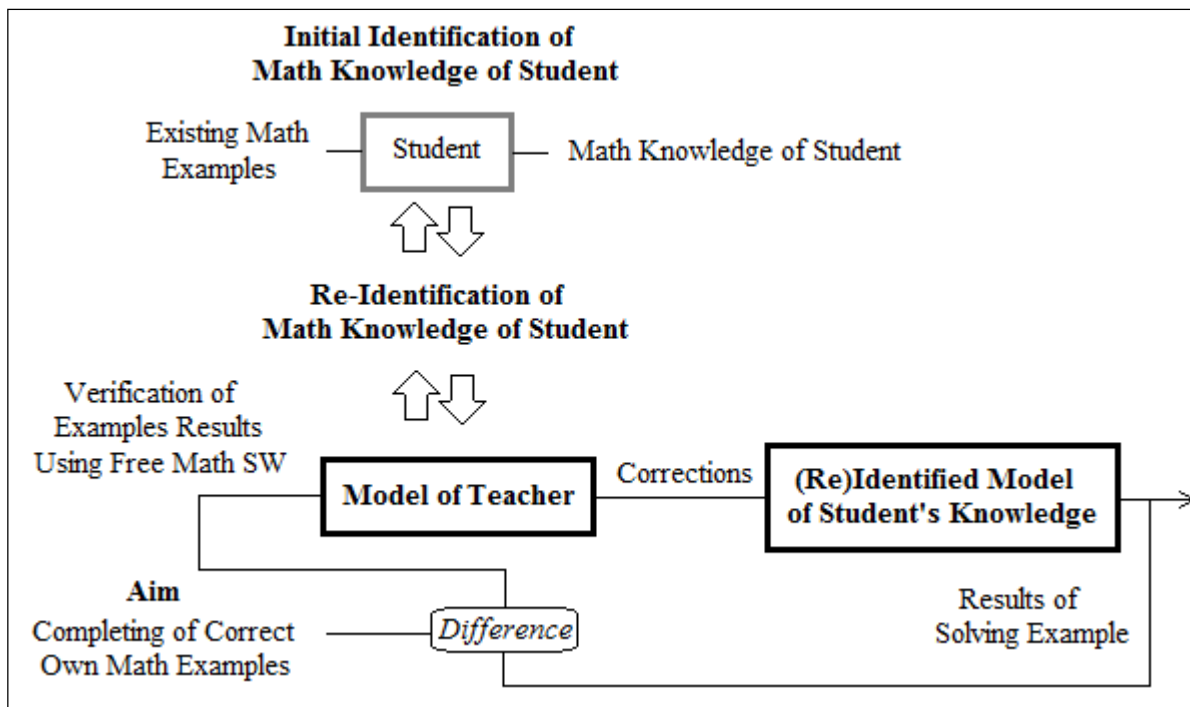 Initial Identification of
Math Knowledge of Student
Existing Math
Examples
Student
Math Knowledge of Student
Re-Identification of
Math Knowledge of Student
Verification of
Examples Results
Using Free Math SW
Model of Teacher
Corrections
(Re)Identified Model
of Student's Knowledge
Aim
Completing of Correct
Own Math Examples
Difference
Results of
Solving Example